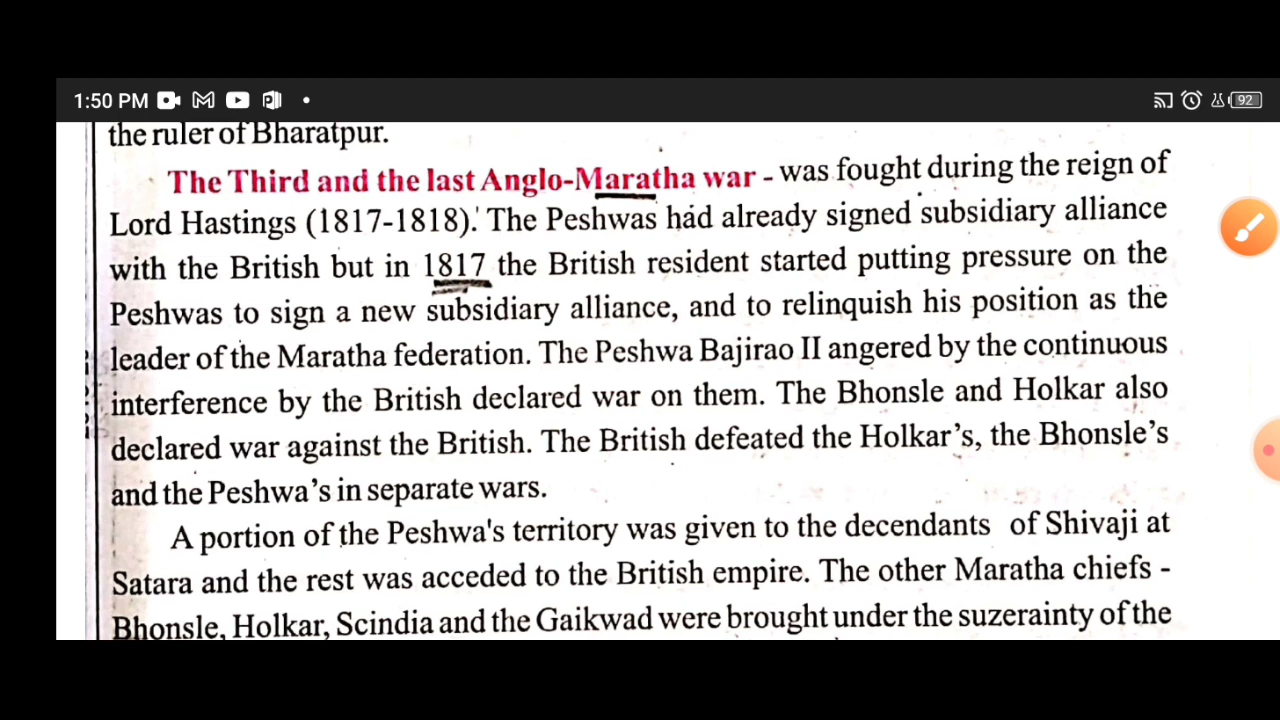 1:50 PM
92
the ruler of Bharatpur.
The Third and the last Anglo-Maratha war - was fought during the reign of
Lord Hastings (1817-1818). The Peshwas had already signed subsidiary alliance
with the British but in 1817 the British resident started putting pressure on the
Peshwas to sign a new subsidiary alliance, and to relinquish his position as the
leader of the Maratha federation. The Peshwa Bajirao II angered by the continuous
interference by the British declared war on them. The Bhonsle and Holkar also
declared war against the British. The British defeated the Holkar's, the Bhonsle's
and the Peshwa's in separate wars.
A portion of the Peshwa's territory was given to the decendants of Shivaji at
Satara and the rest was acceded to the British empire. The other Maratha chiefs -
Bhonsle, Holkar, Scindia and the Gaikwad were brought under the suzerainty of the